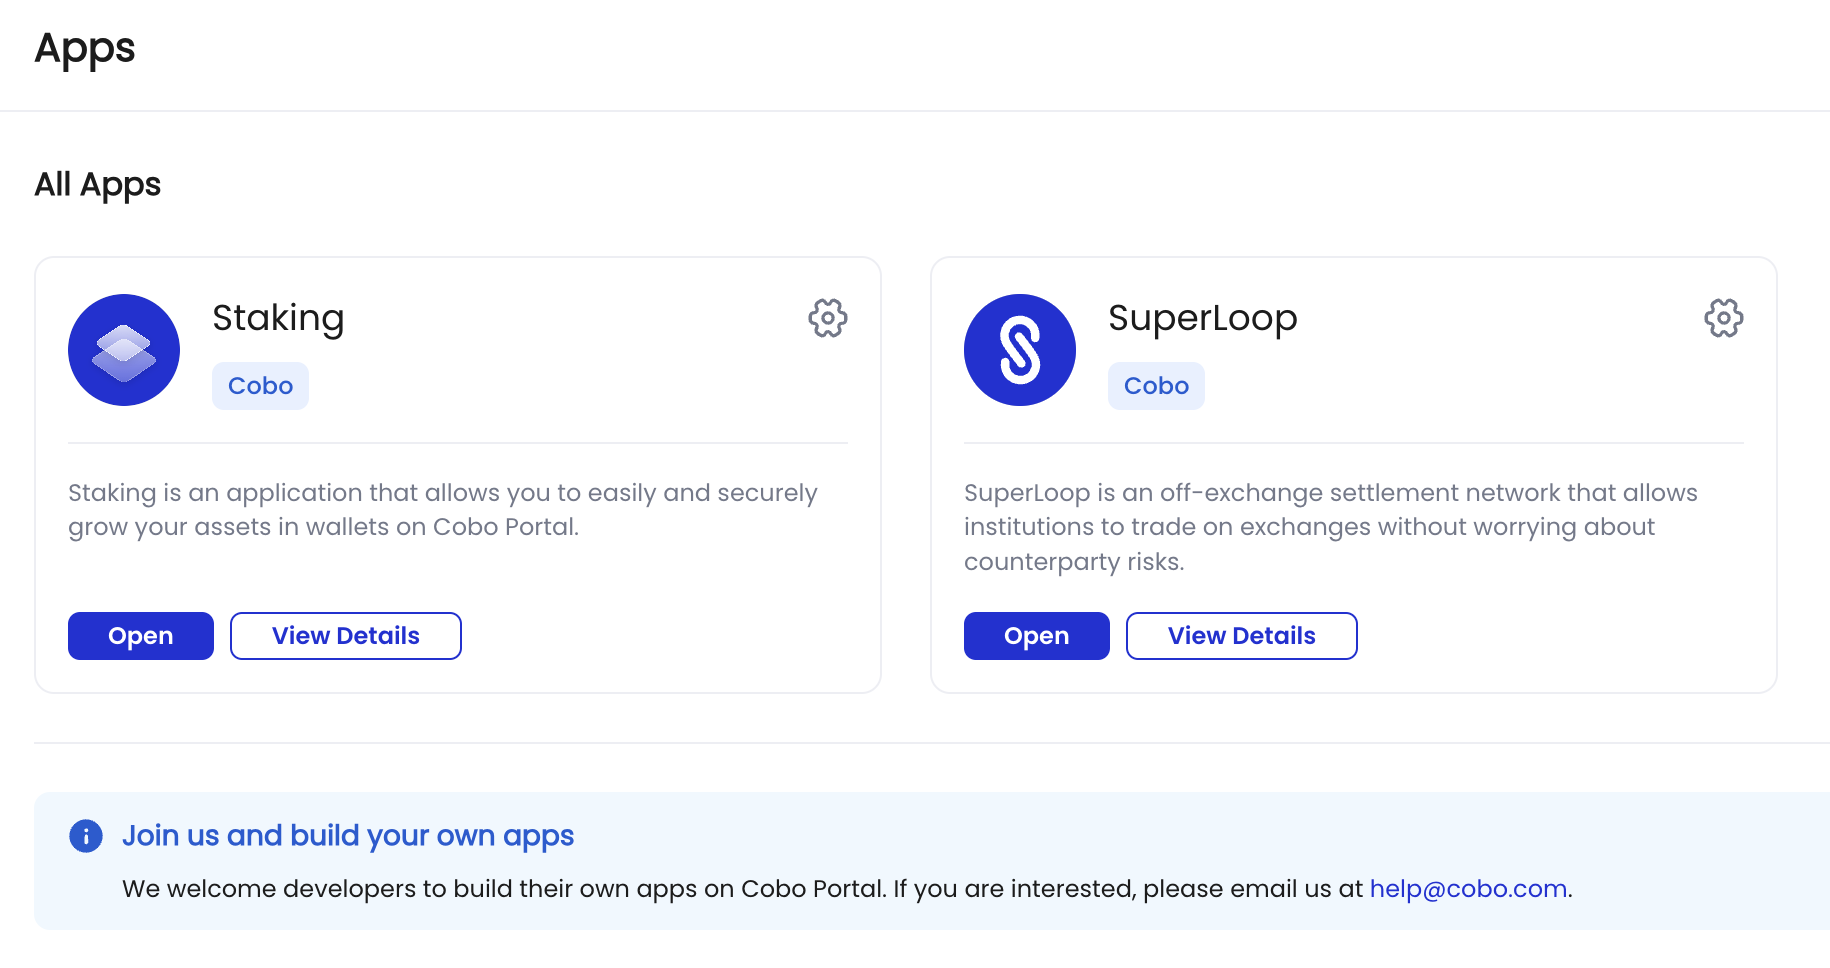 Apps
All Apps
Staking
Cobo
Staking is an application that allows you to easily and securely
grow your assets in wallets on Cobo Portal.
Open
View Details
SuperLoop
Cobo
SuperLoop is an off-exchange settlement network that allows
institutions to trade on exchanges without worrying about
counterparty risks.
Open
View Details
Join us and build your own apps
We welcome developers to build their own apps on Cobo Portal. If you are interested, please email us at help@cobo.com.